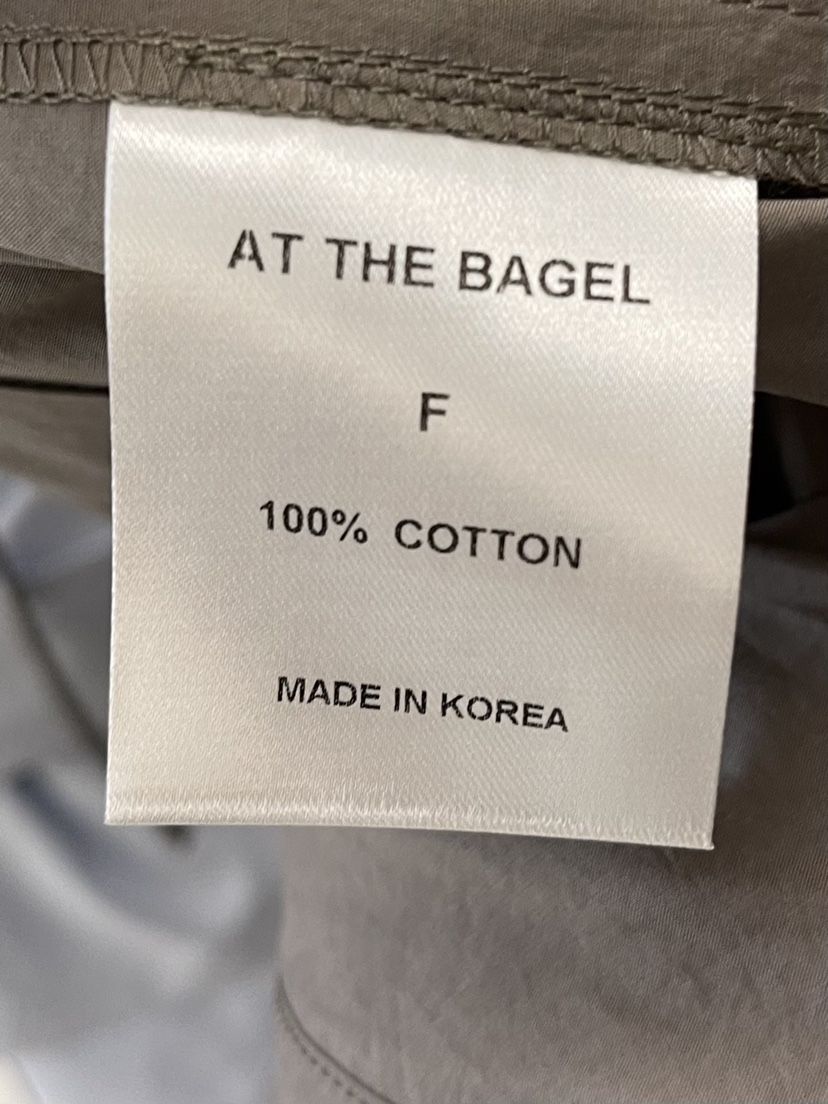 AT THE BAGEL
F
100% COTTON
MADE IN KOREA